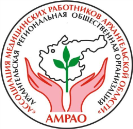 "АССОЦИАЦИЯ МЕДИЦИНСКИХ РАБОТНИКОВ АРХАНГЕЛЬСКОЙ ОБЛАСТИ"
АРХАНГЕЛЬСКАЯ РЕГИОНАЛЬНАЯ ОБЩЕСТВЕННАЯ ОРГАНИЗАЦИЯ
АМРАО